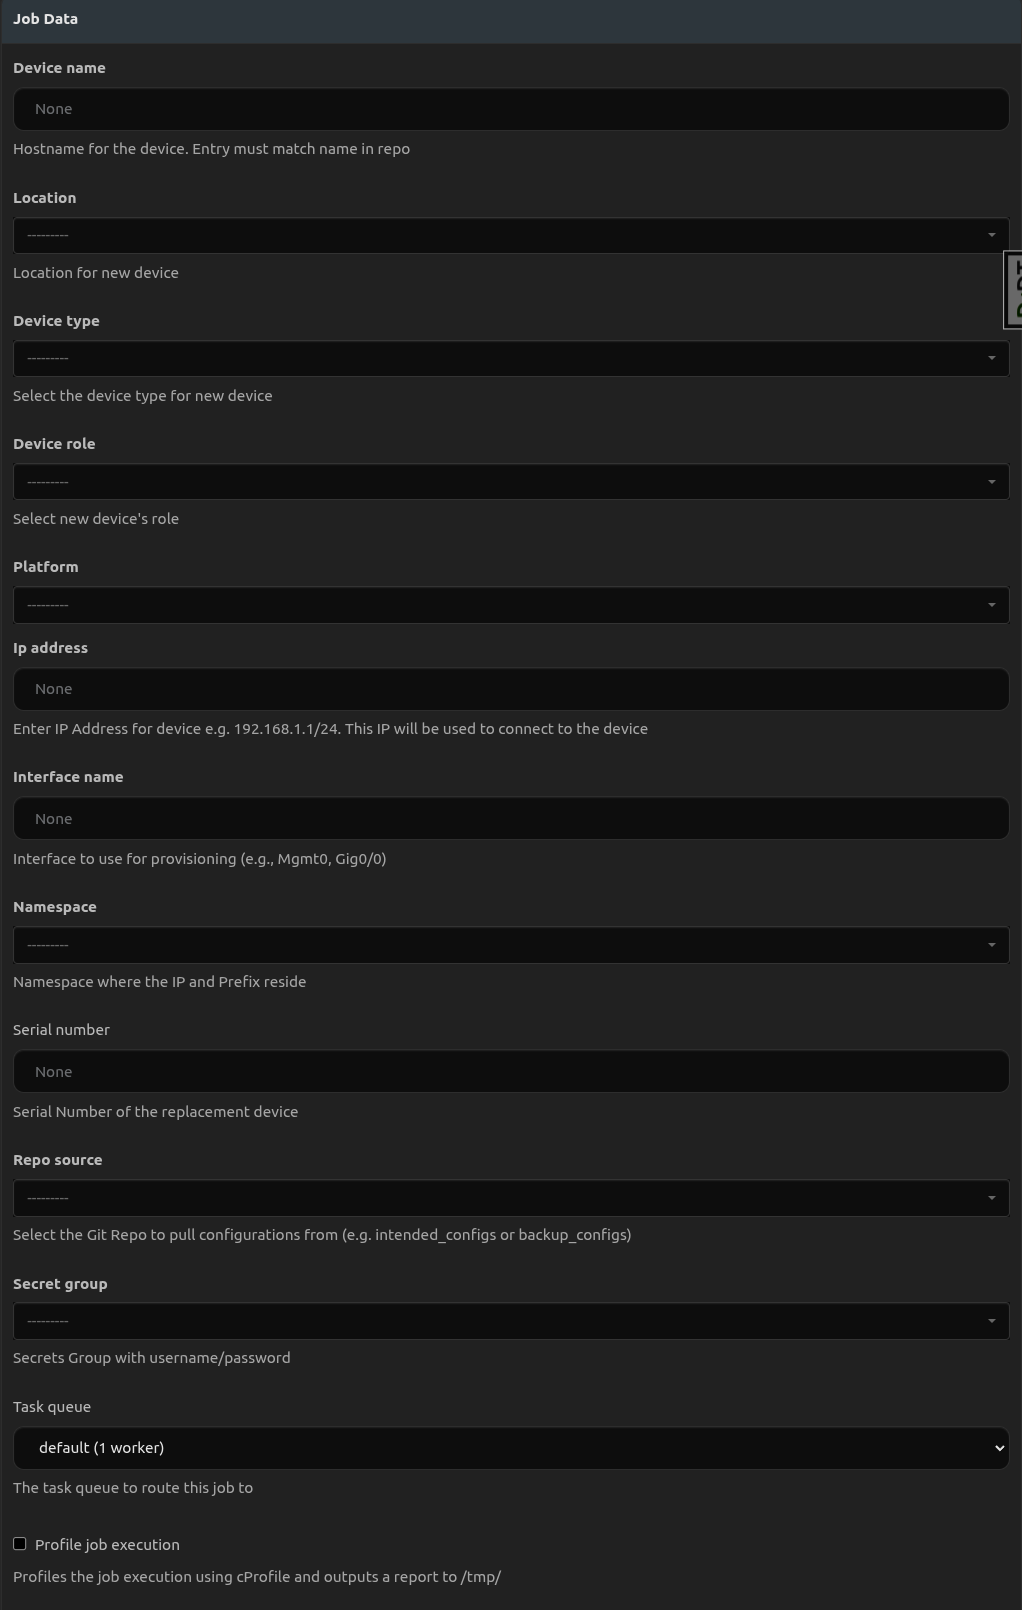 Job Data
Device name
None
Hostname for the device. Entry must match name in repo
Location
---------
Location for new device
Device type
---------
Select the device type for new device
Device role
---------
Select new device's role
Platform
---------
Ip address
None
Enter IP Address for device e.g. 192.168.1.1/24. This IP will be used to connect to the device
Interface name
None
Interface to use for provisioning (e.g., Mgmt0, Gig0/0)
Namespace
---------
Namespace where the IP and Prefix reside
Serial number
None
Serial Number of the replacement device
Repo source
---------
Select the Git Repo to pull configurations from (e.g. intended_configs or backup_configs)
Secret group
---------
Secrets Group with username/password
Task queue
default (1 worker)
The task queue to route this job to
Profile job execution
Profiles the job execution using cProfile and outputs a report to /tmp/